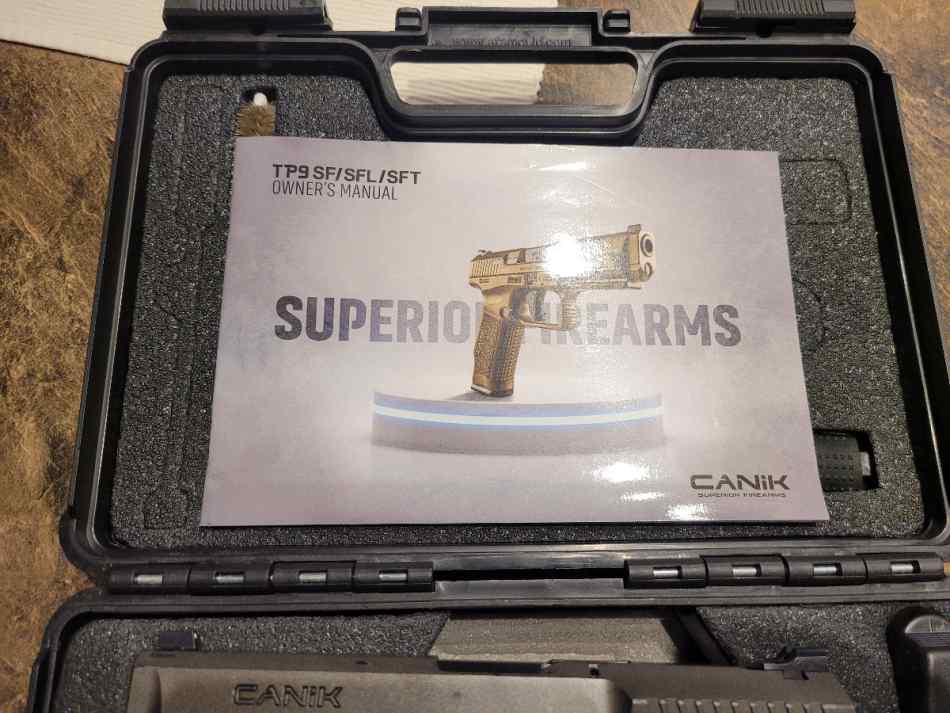 TP9 SF/SFL/SFT
OWNER'S MANUAL
SUPERIOR FIREARMS
CANiK
SUPERIOR FIREARMS
CANiK